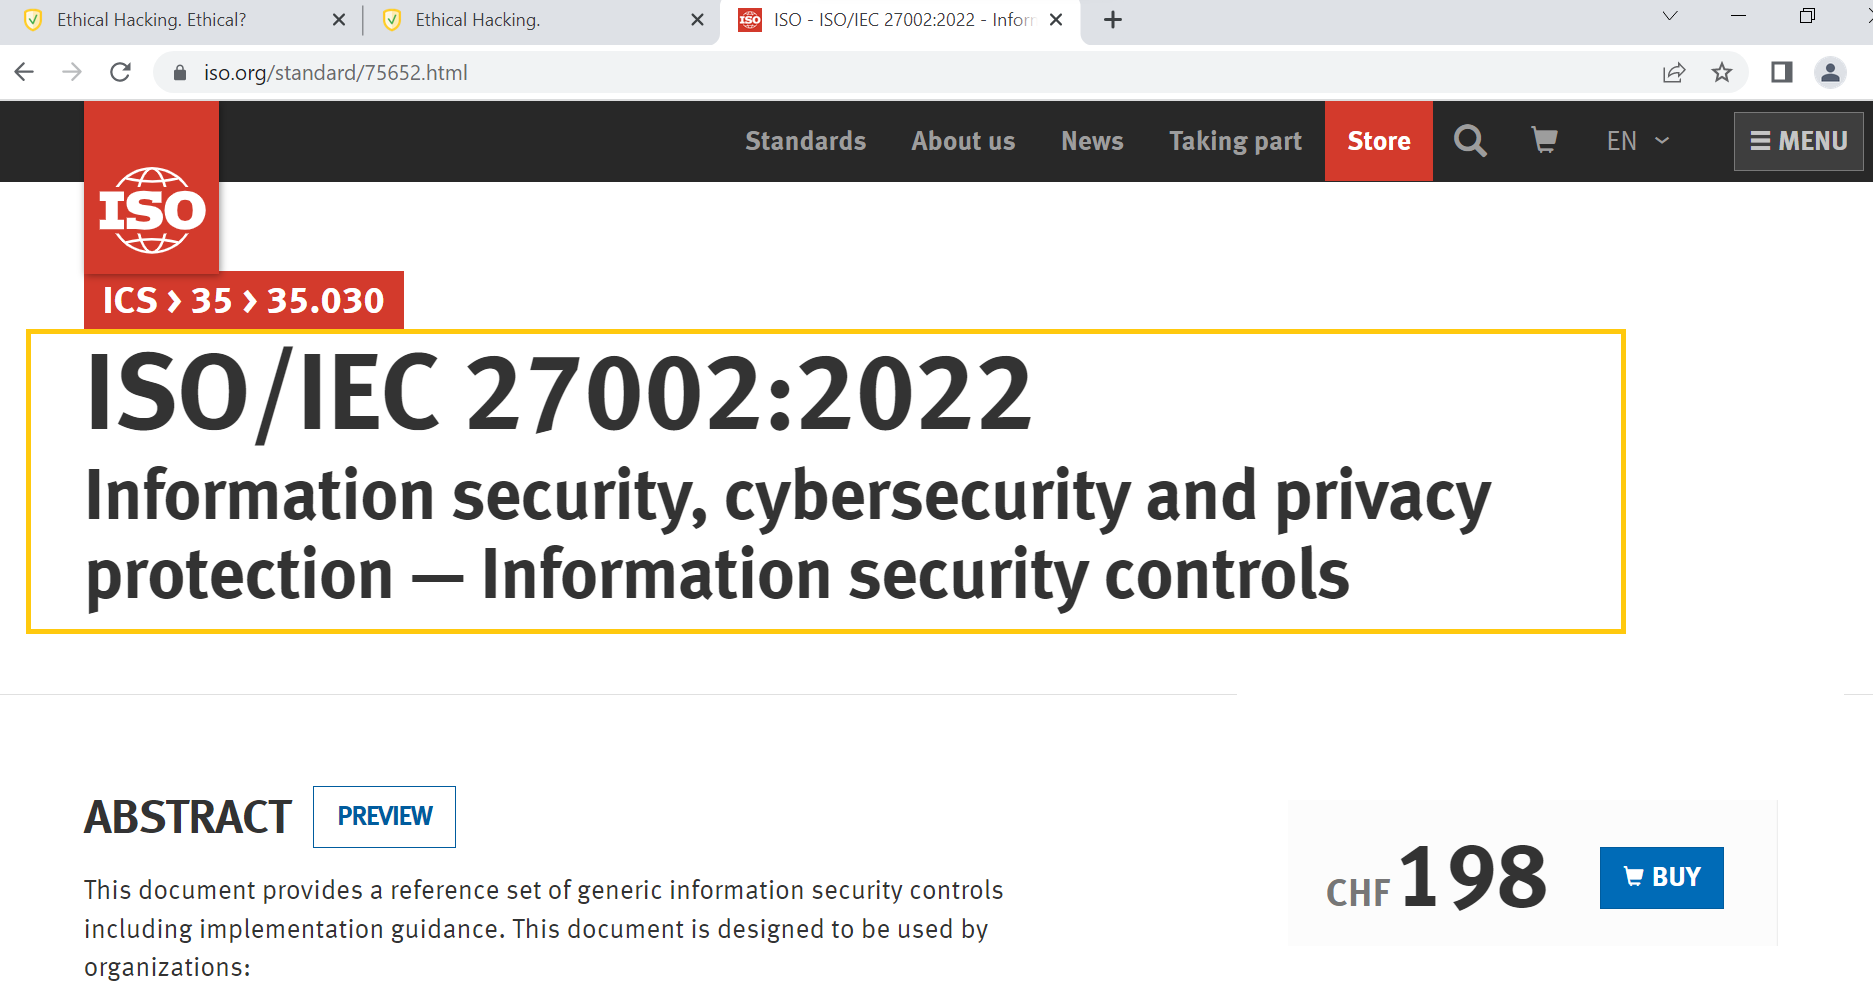 Ethical Hacking. Ethical?
Ethical Hacking.
ISO - ISO/IEC 27002:2022 - Infor
iso.org/standard/75652.html
Standards
About us
News
Taking part
Store
EN
MENU
ISO
ICS › 35 › 35.030
ISO/IEC 27002:2022
Information security, cybersecurity and privacy
protection — Information security controls
ABSTRACT
PREVIEW
This document provides a reference set of generic information security controls
including implementation guidance. This document is designed to be used by
organizations:
CHF 198
BUY